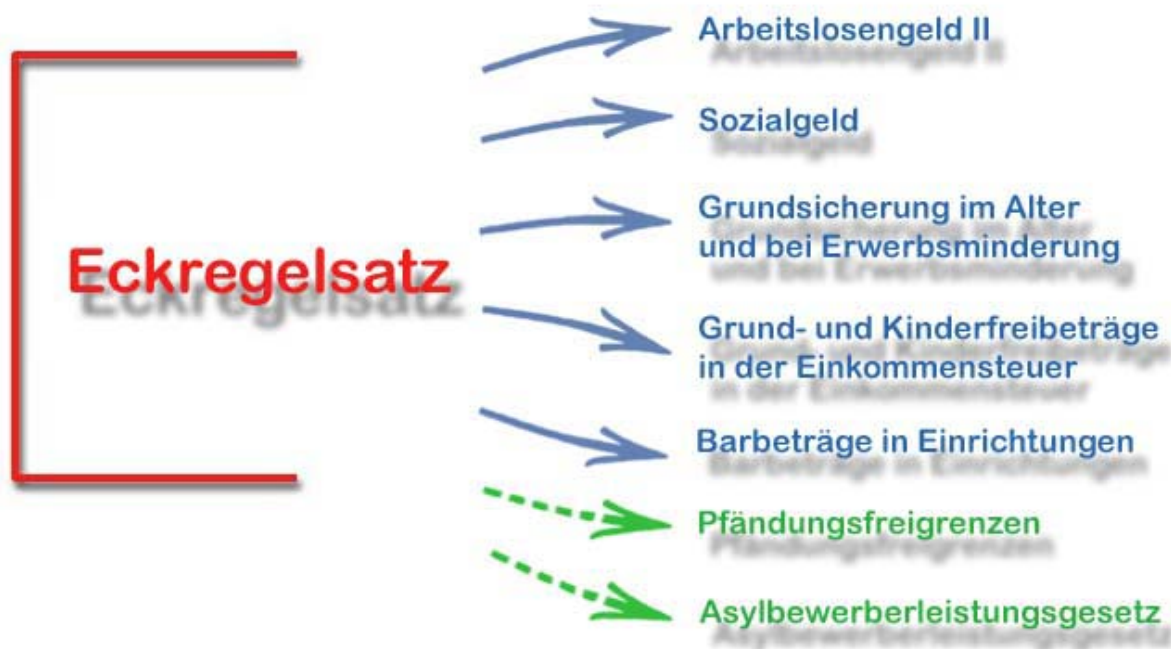 Eckregelsatz
Arbeitslosengeld II
Sozialgeld
Grundsicherung im Alter
und bei Erwerbsminderung
Grund- und Kinderfreibeträge
in der Einkommensteuer
Barbeträge in Einrichtungen
Pfändungsfreigrenzen
Asylbewerberleistungsgesetz